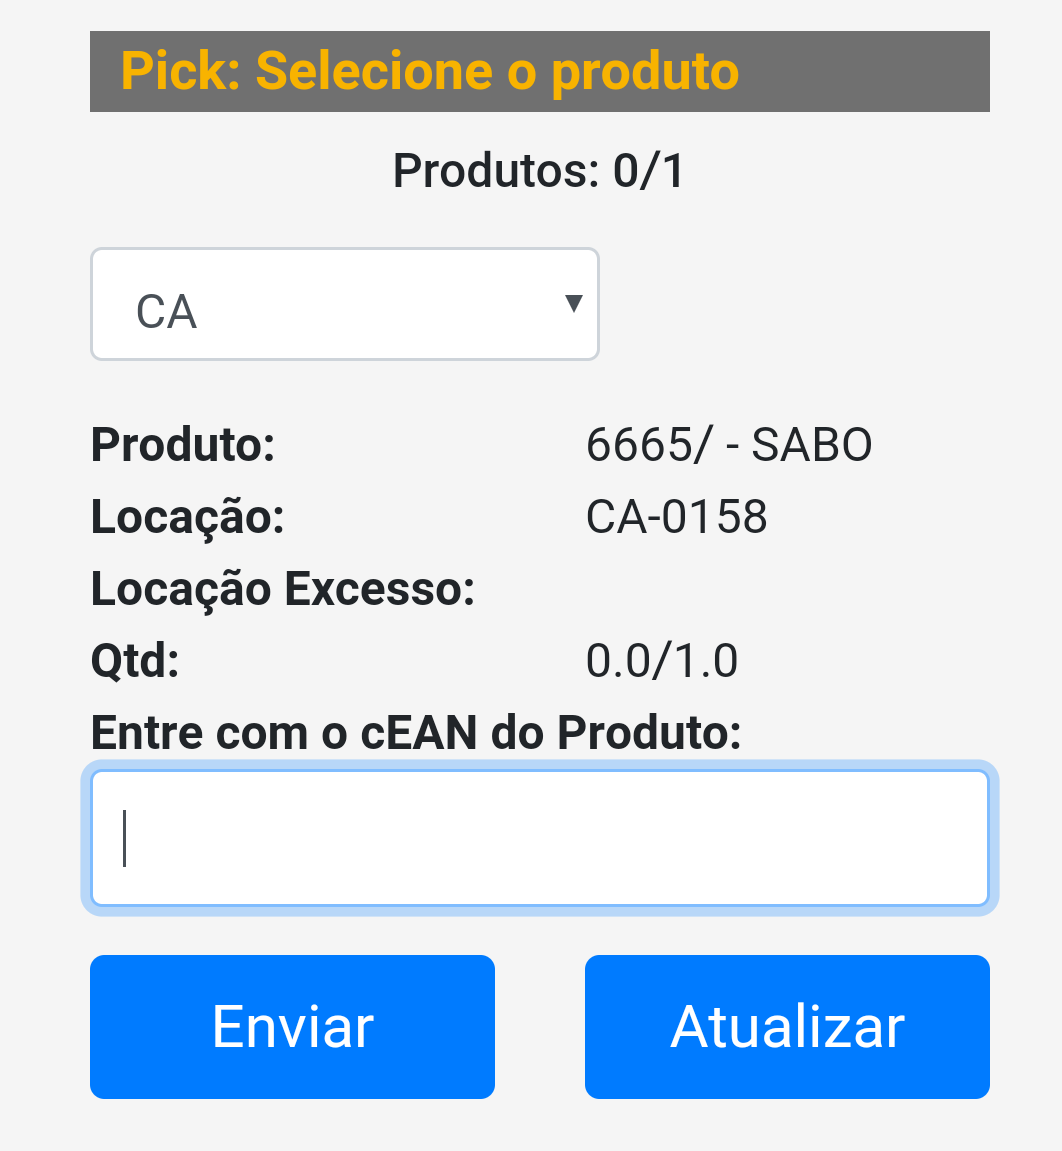 Pick: Selecione o produto
Produtos: 0/1
CA
Produto: 6665/ - SABO
Locação: CA-0158
Locação Excesso:
Qtd: 0.0/1.0
Entre com o cEAN do Produto:
Enviar Atualizar